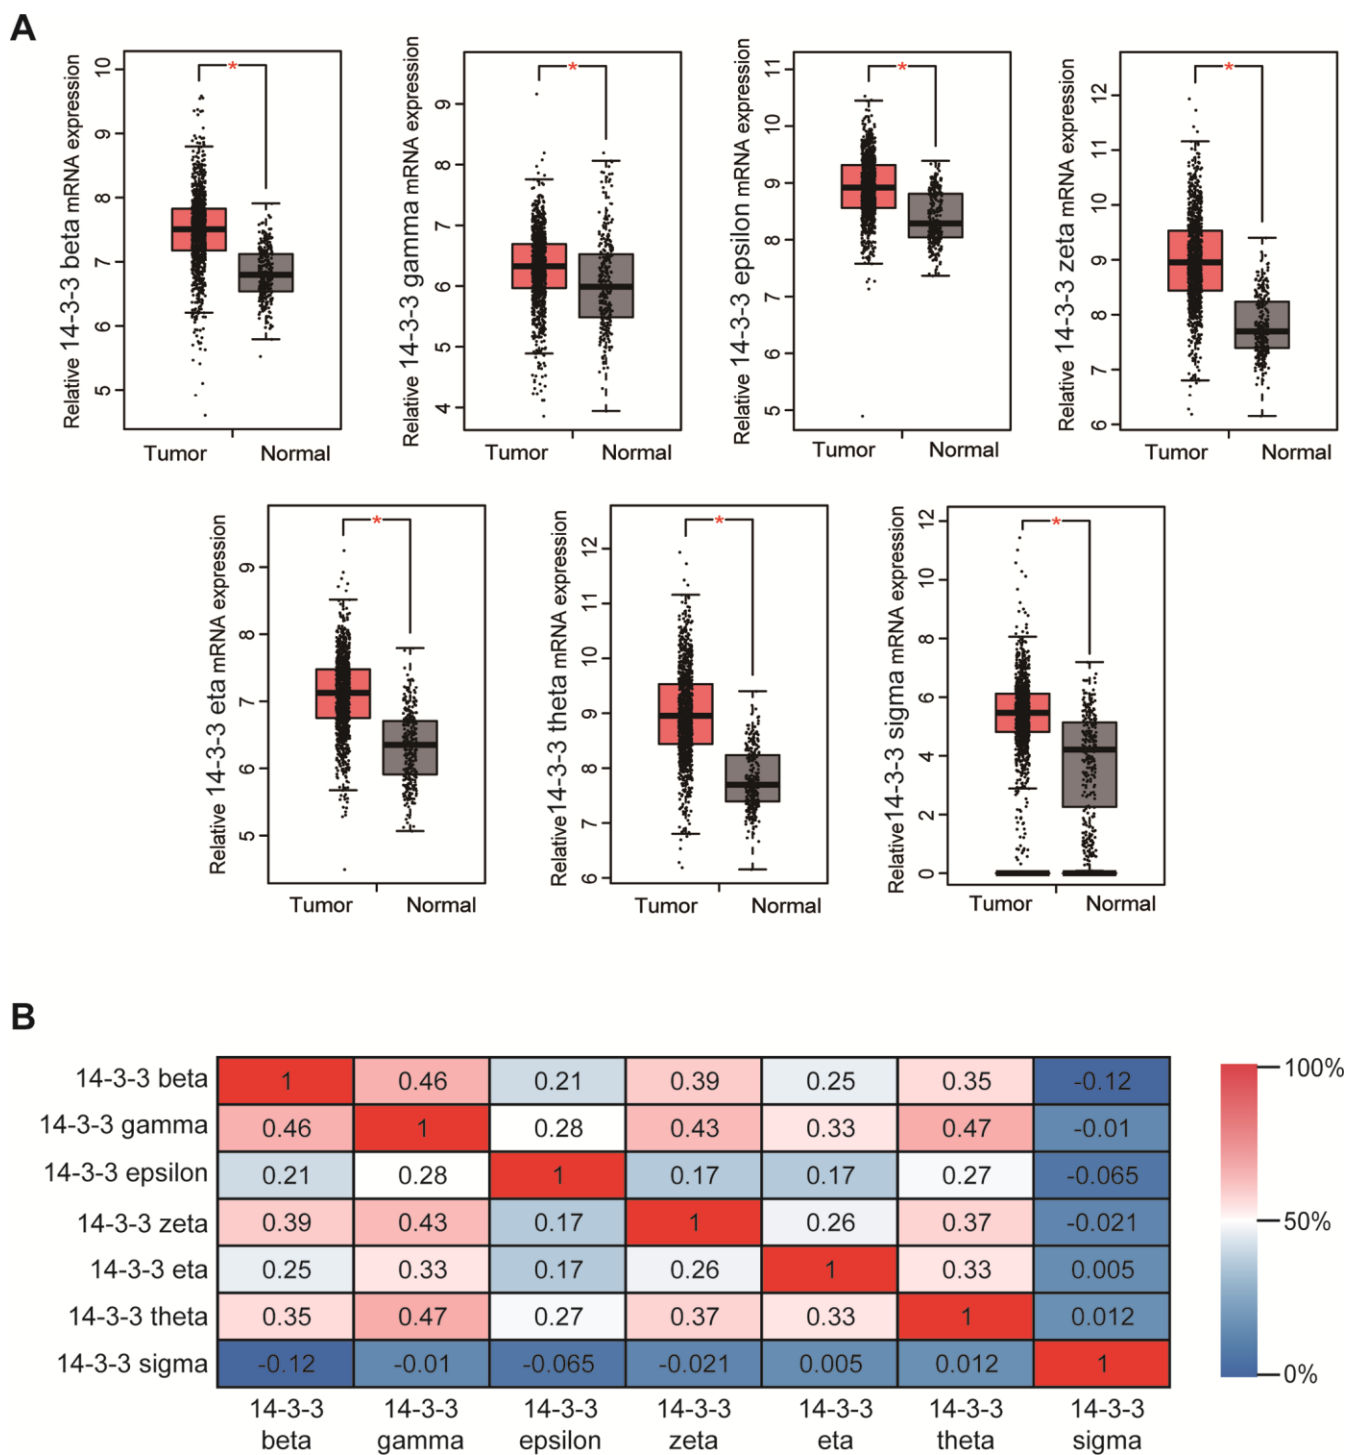 A
Relative 14-3-3 beta mRNA expression
10
9
8
7
6
5
*
Tumor Normal
Relative 14-3-3 gamma mRNA expression
9
8
7
6
5
4
*
Tumor Normal
Relative 14-3-3 epsilon mRNA expression
11
10
9
8
7
6
5
*
Tumor Normal
Relative 14-3-3 zeta mRNA expression
12
11
10
9
8
7
6
*
Tumor Normal
Relative 14-3-3 eta mRNA expression
9
8
7
6
5
*
Tumor Normal
Relative14-3-3 theta mRNA expression
12
11
10
9
8
7
6
*
Tumor Normal
Relative14-3-3 sigma mRNA expression
12
10
8
6
4
2
0
*
Tumor Normal
B
14-3-3 beta 1 0.46 0.21 0.39 0.25 0.35 -0.12
14-3-3 gamma 0.46 1 0.28 0.43 0.33 0.47 -0.01
14-3-3 epsilon 0.21 0.28 1 0.17 0.17 0.27 -0.065
14-3-3 zeta 0.39 0.43 0.17 1 0.26 0.37 -0.021
14-3-3 eta 0.25 0.33 0.17 0.26 1 0.33 0.005
14-3-3 theta 0.35 0.47 0.27 0.37 0.33 1 0.012
14-3-3 sigma -0.12 -0.01 -0.065 -0.021 0.005 0.012 1
14-3-3 14-3-3 14-3-3 14-3-3 14-3-3 14-3-3 14-3-3
beta gamma epsilon zeta eta theta sigma
100%
50%
0%